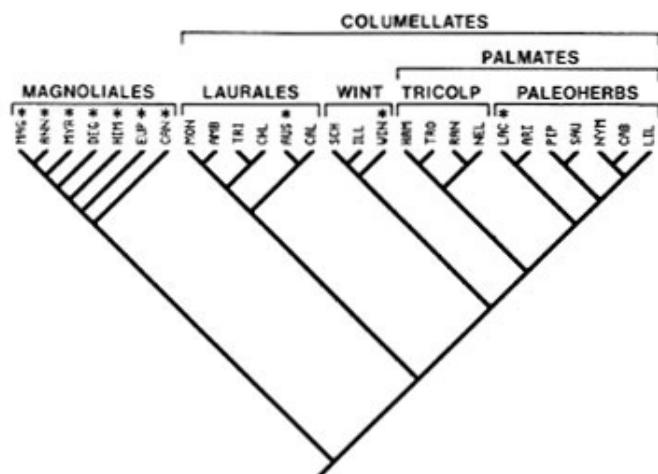 COLUMELLATES
PALMATES
MAGNOLIALES LAURALES WINT TRICOLP PALEOHERBS
MAG* ANN* MYR* DEG* HIM* EUP* CAN* MON AMB TRI CHL AUS* CAL SCH ILL WIN* HAM TRO RAN NEL LAC* ARI PIP SAU NYM CAB LIL